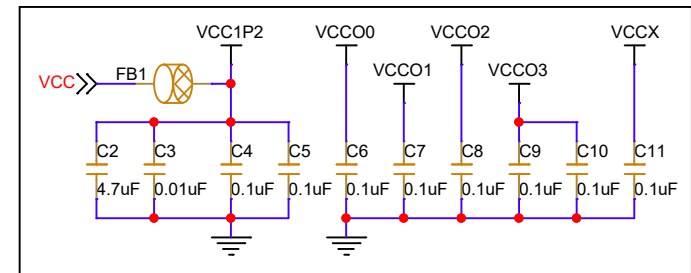 VCC1P2 VCCO0 VCCO2 VCCX
FB1 VCCO1 VCCO3
VCC
C2 C3 C4 C5 C6 C7 C8 C9 C10 C11
4.7uF 0.01uF 0.1uF 0.1uF 0.1uF 0.1uF 0.1uF 0.1uF 0.1uF 0.1uF